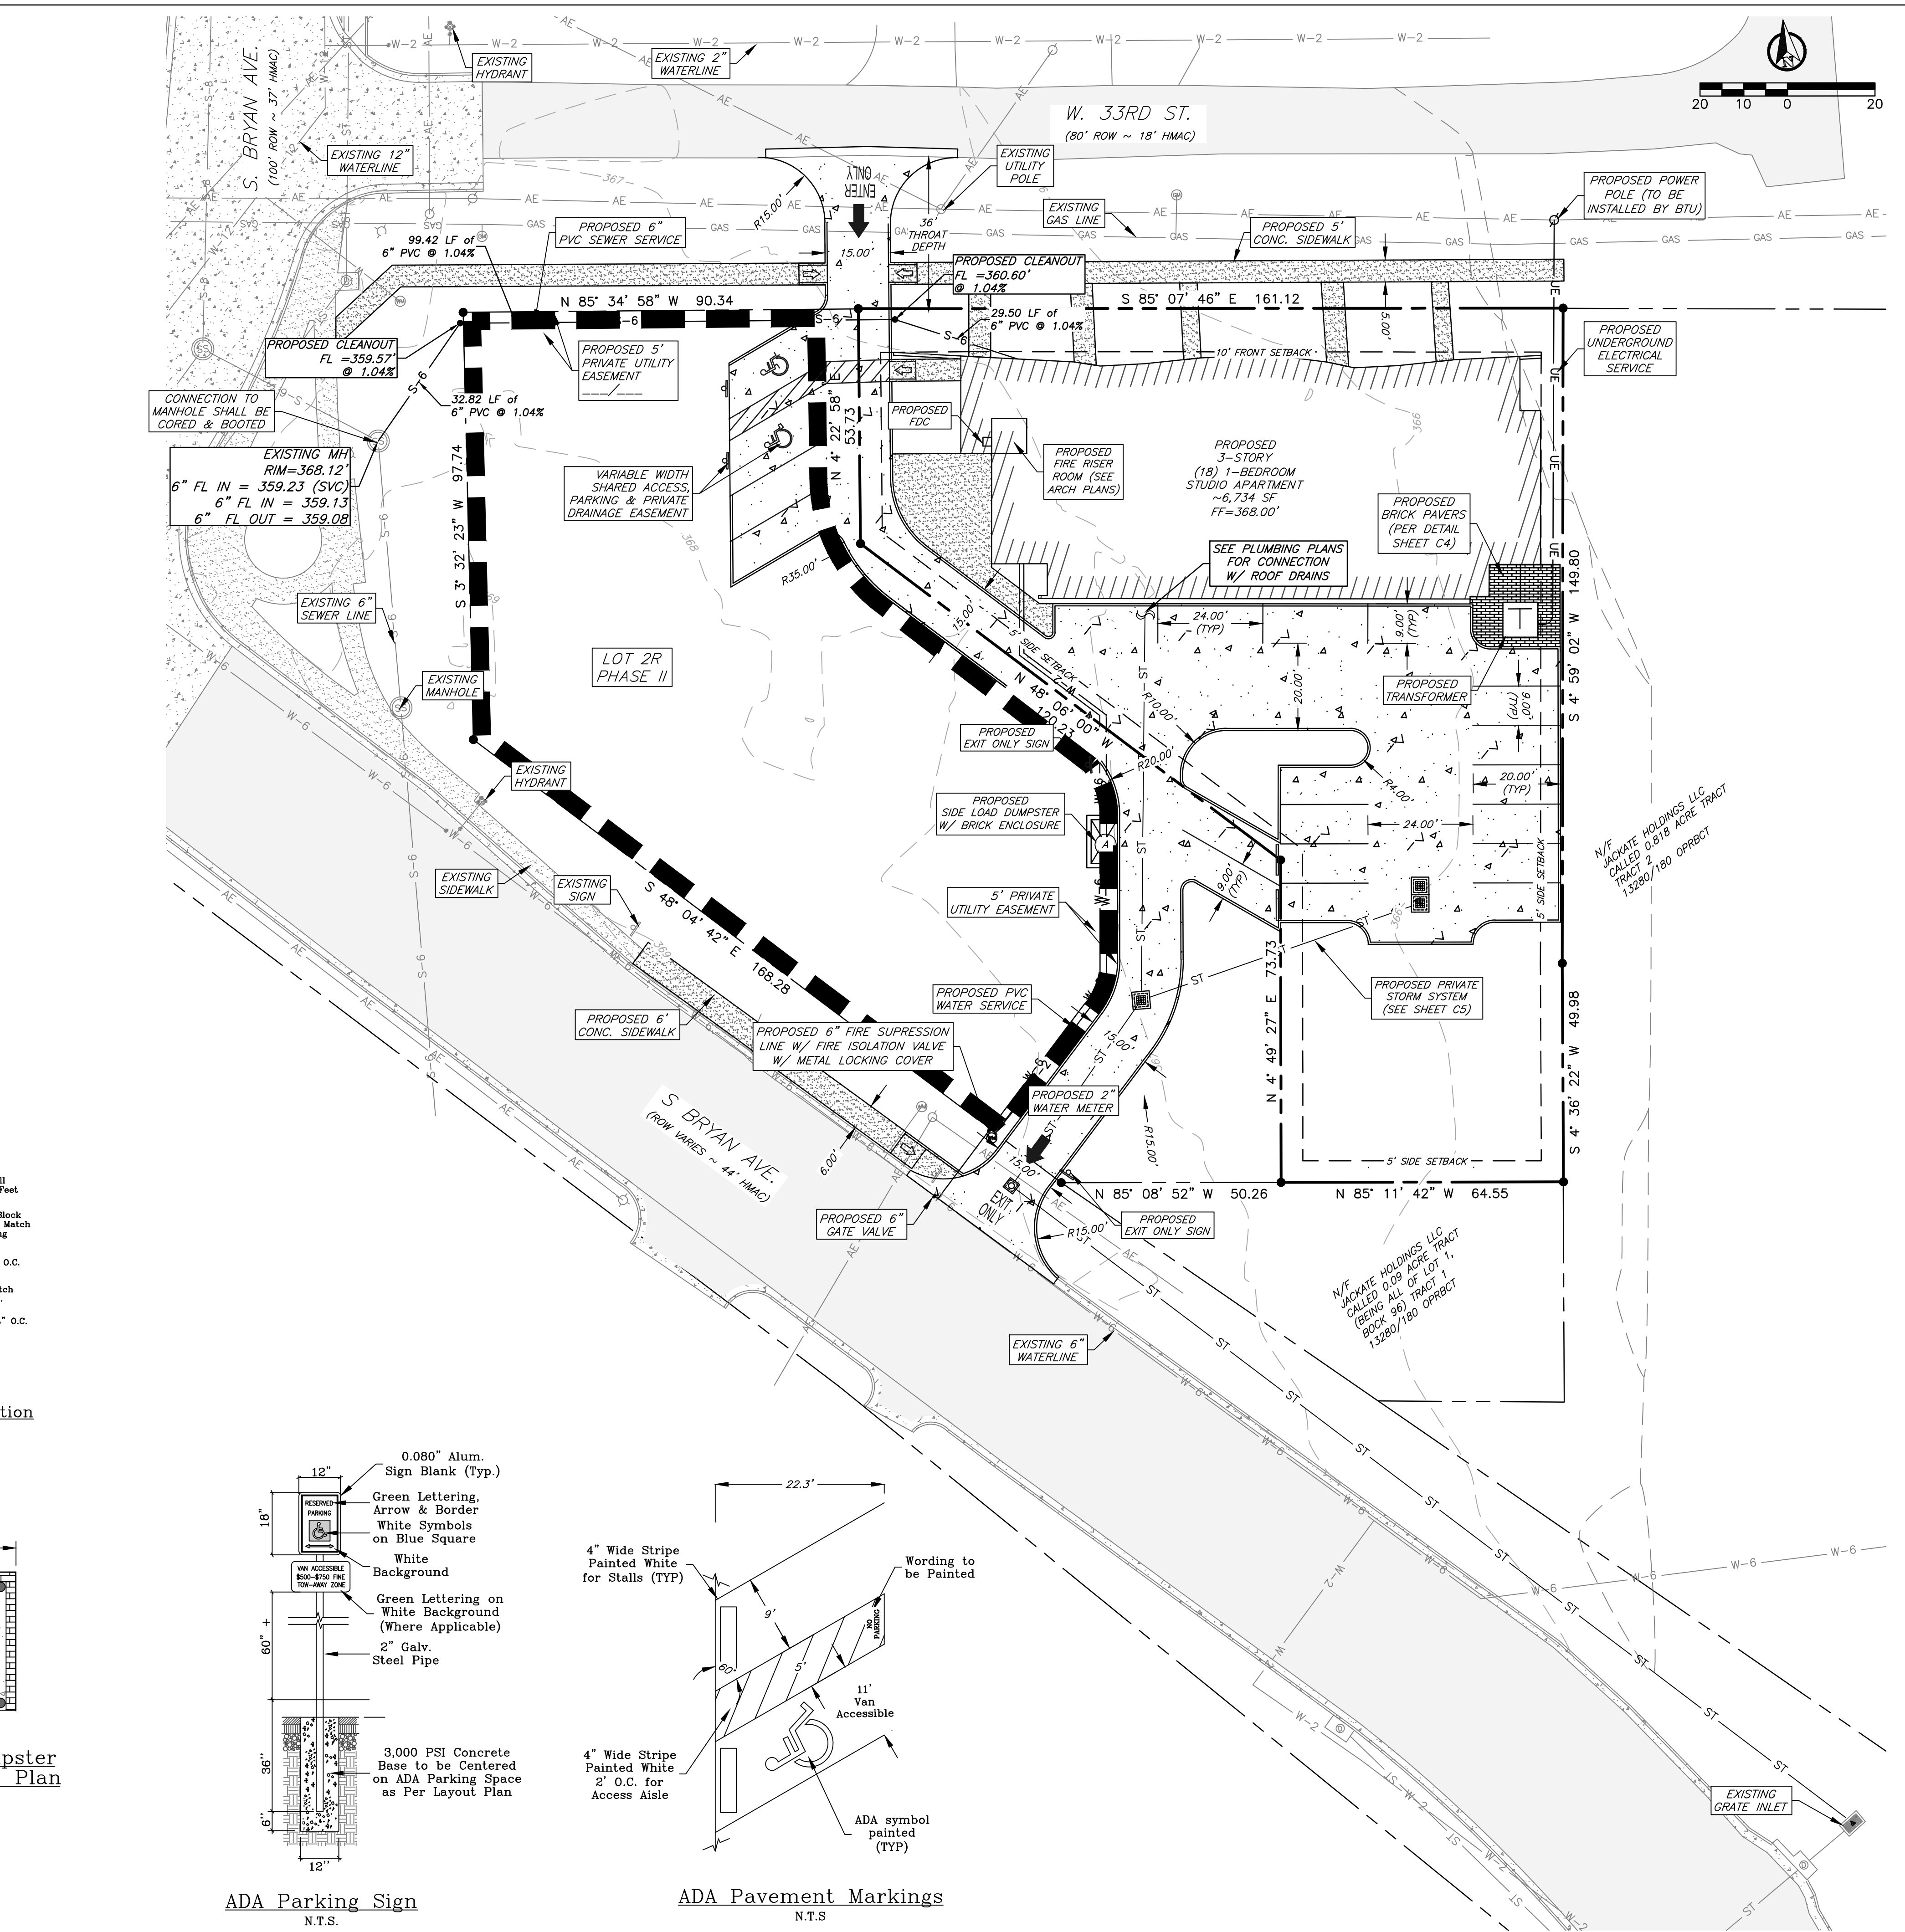 S. BRYAN AVE.
(100' ROW ~ 37' HMAC)
EXISTING
HYDRANT
EXISTING 2"
WATERLINE
W. 33RD ST.
(80' ROW ~ 18' HMAC)
20 10 0 20
EXISTING 12"
WATERLINE
ENTER
ONLY
EXISTING
UTILITY
POLE
PROPOSED POWER
POLE (TO BE
INSTALLED BY BTU)
EXISTING
GAS LINE
R15.00'
36'
THROAT
DEPTH
15.00'
PROPOSED 6"
PVC SEWER SERVICE
99.42 LF of
6" PVC @ 1.04%
PROPOSED 5'
CONC. SIDEWALK
PROPOSED CLEANOUT
FL =360.60'
@ 1.04%
N 85° 34' 58" W 90.34
S 85° 07' 46" E 161.12
29.50 LF of
6" PVC @ 1.04%
5.00'
PROPOSED CLEANOUT
FL =359.57'
@ 1.04%
PROPOSED 5'
PRIVATE UTILITY
EASEMENT
___/___
10' FRONT SETBACK
PROPOSED
UNDERGROUND
ELECTRICAL
SERVICE
CONNECTION TO
MANHOLE SHALL BE
CORED & BOOTED
32.82 LF of
6" PVC @ 1.04%
N 4° 22' 58" E
53.73
PROPOSED
FDC
EXISTING MH
RIM=368.12'
6" FL IN = 359.23 (SVC)
6" FL IN = 359.13
6" FL OUT = 359.08
S 3° 32' 23" W 97.74
VARIABLE WIDTH
SHARED ACCESS,
PARKING & PRIVATE
DRAINAGE EASEMENT
PROPOSED
FIRE RISER
ROOM (SEE
ARCH PLANS)
PROPOSED
3-STORY
(18) 1-BEDROOM
STUDIO APARTMENT
~6,734 SF
FF=368.00'
PROPOSED
BRICK PAVERS
(PER DETAIL
SHEET C4)
SEE PLUMBING PLANS
FOR CONNECTION
W/ ROOF DRAINS
R35.00'
EXISTING 6"
SEWER LINE
LOT 2R
PHASE II
15.00'
5' SIDE SETBACK
24.00'
(TYP)
9.00'
(TYP)
S 4° 59' 02" W 149.80
EXISTING
MANHOLE
N 48° 06' 00" W
120.23
R10.00'
20.00'
PROPOSED
TRANSFORMER
9.00'
(TYP)
PROPOSED
EXIT ONLY SIGN
R20.00'
R4.00'
20.00'
(TYP)
EXISTING
HYDRANT
PROPOSED
SIDE LOAD DUMPSTER
W/ BRICK ENCLOSURE
A
24.00'
N/F
JACKATE HOLDINGS LLC
CALLED 0.818 ACRE TRACT
TRACT 2
13280/180 OPRBCT
EXISTING
SIDEWALK
EXISTING
SIGN
9.00'
(TYP)
5' SIDE SETBACK
5' PRIVATE
UTILITY EASEMENT
S 48° 04' 42" E 168.28
N 4° 49' 27" E 73.73
PROPOSED PVC
WATER SERVICE
PROPOSED PRIVATE
STORM SYSTEM
(SEE SHEET C5)
PROPOSED 6'
CONC. SIDEWALK
PROPOSED 6" FIRE SUPRESSION
LINE W/ FIRE ISOLATION VALVE
W/ METAL LOCKING COVER
15.00'
S 4° 36' 22" W 49.98
PROPOSED 2"
WATER METER
S BRYAN AVE.
(ROW VARIES ~ 44' HMAC)
6.00'
15.00'
R15.00'
5' SIDE SETBACK
N 85° 08' 52" W 50.26
N 85° 11' 42" W 64.55
EXIT
ONLY
PROPOSED 6"
GATE VALVE
R15.00'
PROPOSED
EXIT ONLY SIGN
N/F
JACKATE HOLDINGS LLC
CALLED 0.09 ACRE TRACT
(BEING ALL OF LOT 1,
BOCK 96) TRACT 1
13280/180 OPRBCT
EXISTING 6"
WATERLINE
EXISTING
GRATE INLET
Feet
Block
Match
O.C.
" O.C.
Plan
12"
18"
60" +
36"
6"
12"
RESERVED
PARKING
VAN ACCESSIBLE
$500-$750 FINE
TOW-AWAY ZONE
0.080" Alum.
Sign Blank (Typ.)
Green Lettering,
Arrow & Border
White Symbols
on Blue Square
White
Background
Green Lettering on
White Background
(Where Applicable)
2" Galv.
Steel Pipe
3,000 PSI Concrete
Base to be Centered
on ADA Parking Space
as Per Layout Plan
ADA Parking Sign
N.T.S.
22.3'
4" Wide Stripe
Painted White
for Stalls (TYP)
Wording to
be Painted
9'
NO
PARKING
60°
5'
11'
Van
Accessible
4" Wide Stripe
Painted White
2' O.C. for
Access Aisle
ADA symbol
painted
(TYP)
ADA Pavement Markings
N.T.S